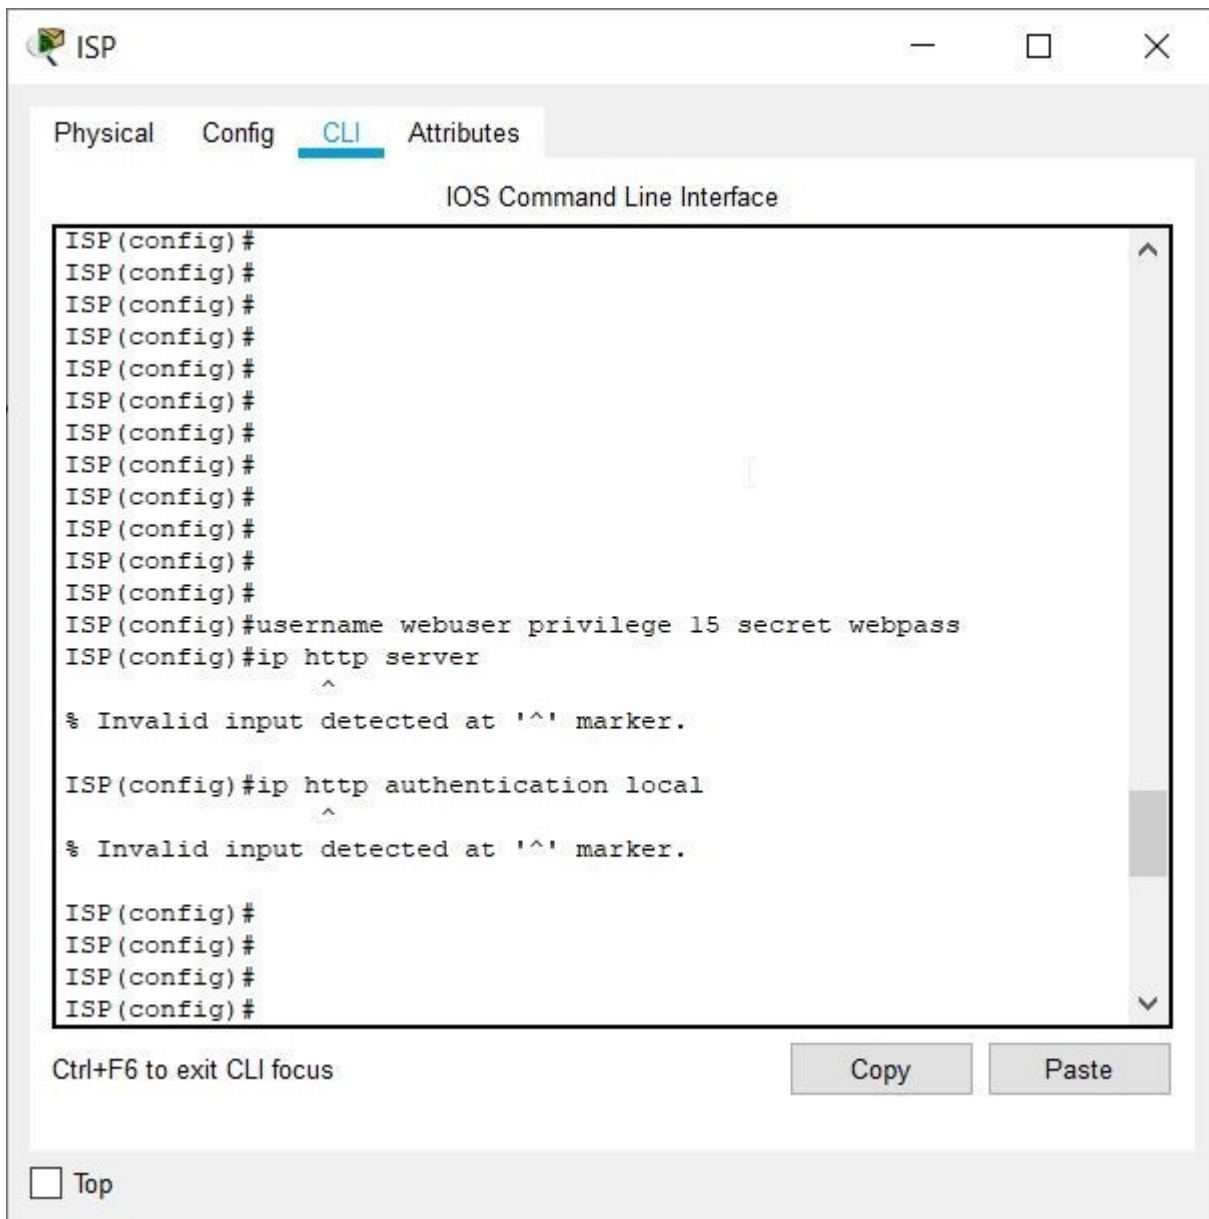 ISP
Physical Config CLI Attributes
IOS Command Line Interface
ISP(config)#
ISP(config)#
ISP(config)#
ISP(config)#
ISP(config)#
ISP(config)#
ISP(config)#
ISP(config)#
ISP(config)#
ISP(config)#
ISP(config)#
ISP(config)#
ISP(config)#username webuser privilege 15 secret webpass
ISP(config)#ip http server
^
% Invalid input detected at '^' marker.
ISP(config)#ip http authentication local
^
% Invalid input detected at '^' marker.
ISP(config)#
ISP(config)#
ISP(config)#
ISP(config)#
Ctrl+F6 to exit CLI focus
Copy Paste
Top